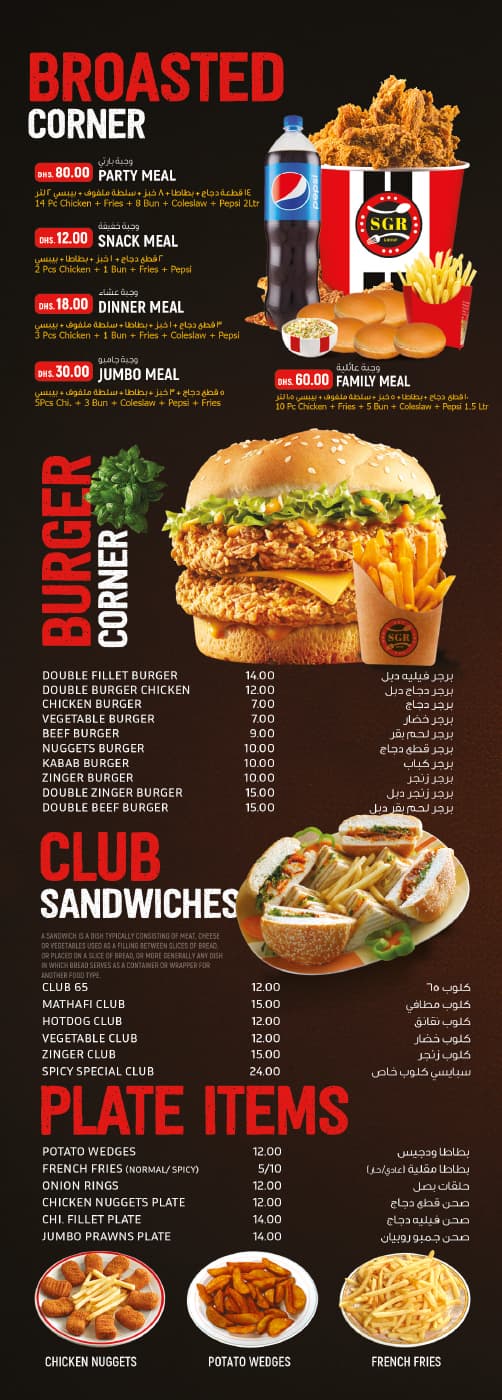 BROASTED
CORNER
وجبة بارتي
DHS. 80.00 PARTY MEAL
١٤ قطعة دجاج + بطاطا + ٨ خبز + سلطة ملفوف + بيبسي ٢ لتر
14 Pc Chicken + Fries + 8 Bun + Coleslaw + Pepsi 2Ltr
وجبة خفيفة
DHS. 12.00 SNACK MEAL
٢ قطع دجاج + ١ خبز + بطاطا + بيبسي
2 Pcs Chicken + 1 Bun + Fries + Pepsi
وجبة عشاء
DHS. 18.00 DINNER MEAL
٣ قطع دجاج + ١ خبز + بطاطا + سلطة ملفوف + بيبسي
3 Pcs Chicken + 1 Bun + Fries + Coleslaw + Pepsi
وجبة جامبو
DHS. 30.00 JUMBO MEAL
٥ قطع دجاج + ٣ خبز + بطاطا + سلطة ملفوف + بيبسي
5Pcs Chi. + 3 Bun + Coleslaw + Pepsi + Fries
pepsi
SGR
GROUP
وجبة عائلية
DHS. 60.00 FAMILY MEAL
١٠ قطع دجاج + بطاطا + ٥ خبز + سلطة ملفوف + بيبسي ١،٥ لتر
10 Pc Chicken + Fries + 5 Bun + Coleslaw + Pepsi 1.5 Ltr
BURGER
CORNER
SGR
DOUBLE FILLET BURGER 14.00 برجر فيليه دبل
DOUBLE BURGER CHICKEN 12.00 برجر دجاج دبل
CHICKEN BURGER 7.00 برجر دجاج
VEGETABLE BURGER 7.00 برجر خضار
BEEF BURGER 9.00 برجر لحم بقر
NUGGETS BURGER 10.00 برجر قطع دجاج
KABAB BURGER 10.00 برجر كباب
ZINGER BURGER 10.00 برجر زنجر
DOUBLE ZINGER BURGER 15.00 برجر زنجر دبل
DOUBLE BEEF BURGER 15.00 برجر لحم بقر دبل
CLUB
SANDWICHES
A SANDWICH IS A DISH TYPICALLY CONSISTING OF MEAT, CHEESE
OR VEGETABLES USED AS A FILLING BETWEEN SLICES OF BREAD,
OR PLACED ON A SLICE OF BREAD, OR MORE GENERALLY ANY DISH
IN WHICH BREAD SERVES AS A CONTAINER OR WRAPPER FOR
ANOTHER FOOD TYPE.
CLUB 65 12.00 كلوب ٦٥
MATHAFI CLUB 15.00 كلوب مطافي
HOTDOG CLUB 12.00 كلوب نقانق
VEGETABLE CLUB 12.00 كلوب خضار
ZINGER CLUB 15.00 كلوب زنجر
SPICY SPECIAL CLUB 24.00 سبايسي كلوب خاص
PLATE ITEMS
POTATO WEDGES 12.00 بطاطا ودجيس
FRENCH FRIES (NORMAL/ SPICY) 5/10 بطاطا مقلية (عادي/حار)
ONION RINGS 12.00 حلقات بصل
CHICKEN NUGGETS PLATE 12.00 صحن قطع دجاج
CHI. FILLET PLATE 14.00 صحن فيليه دجاج
JUMBO PRAWNS PLATE 14.00 صحن جمبو روبيان
CHICKEN NUGGETS
POTATO WEDGES
FRENCH FRIES